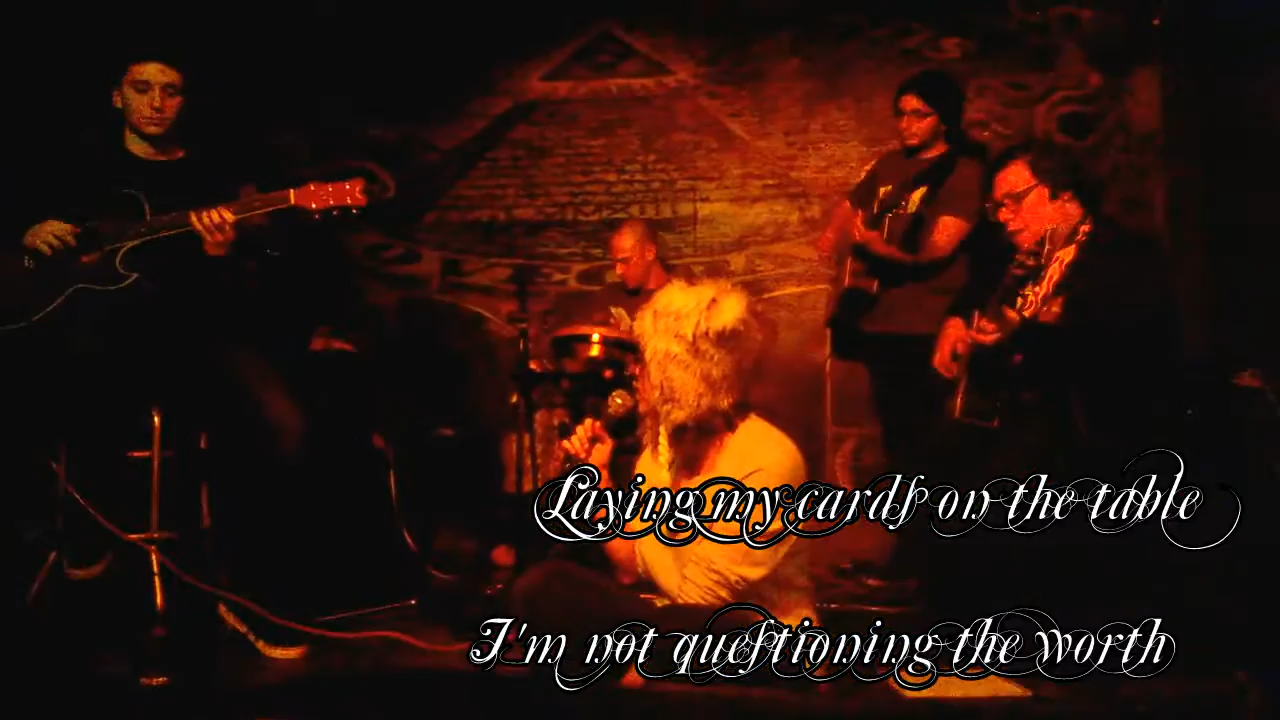 Laying my cards on the table
I'm not questioning the worth